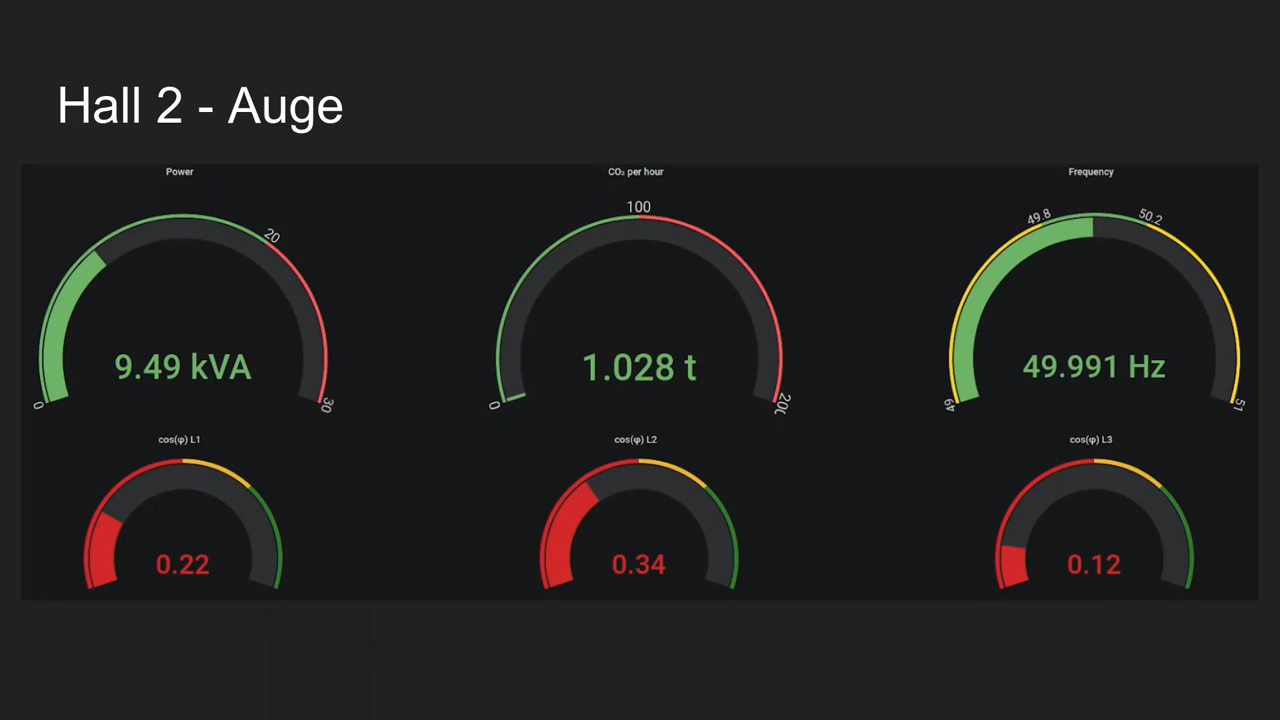 Hall 2 - Auge
Power
CO₂ per hour
Frequency
0
20
30
9.49 kVA
0
100
200
1.028 t
49
49.8
50.2
51
49.991 Hz
cos(φ) L1
cos(φ) L2
cos(φ) L3
0.22
0.34
0.12